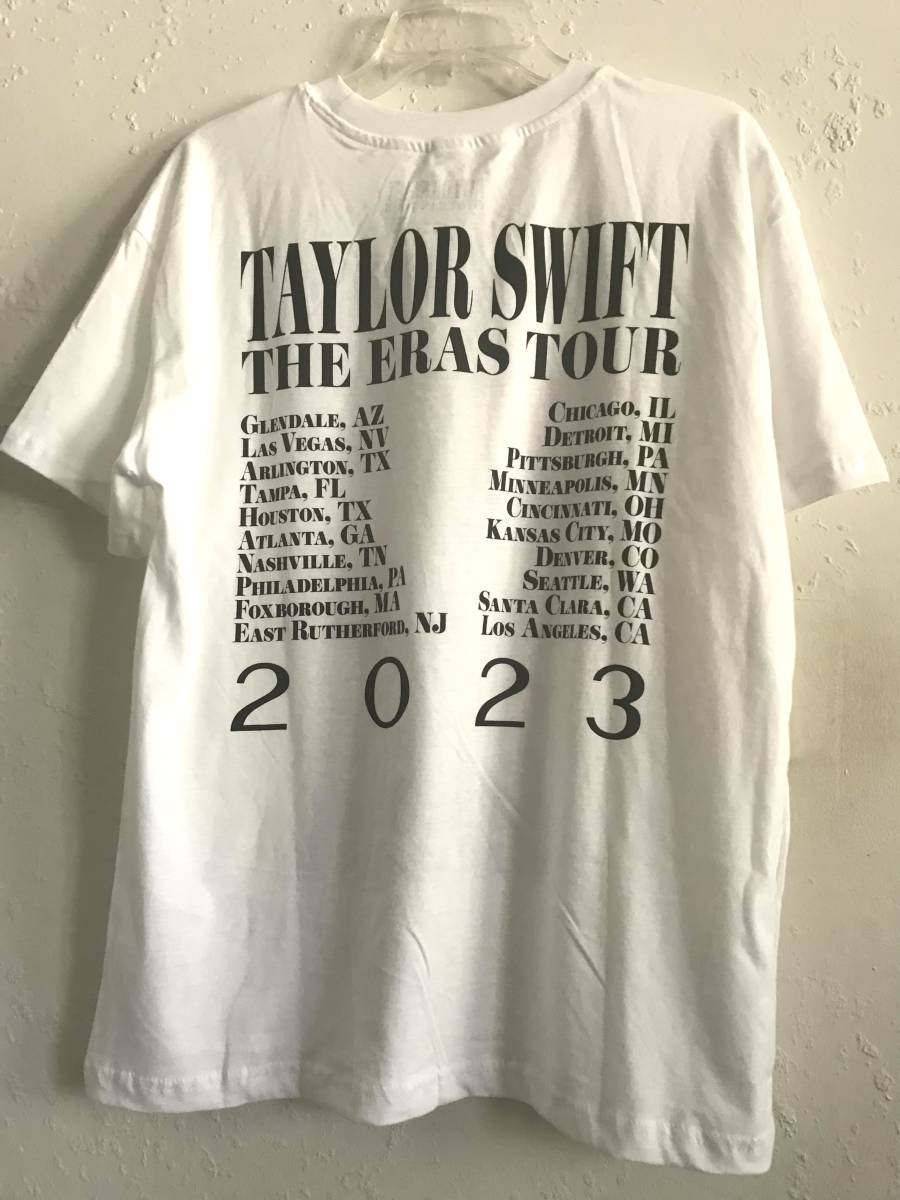 TAYLOR SWIFT
THE ERAS TOUR
GLENDALE, AZ
LAS VEGAS, NV
ARLINGTON, TX
TAMPA, FL
HOUSTON, TX
ATLANTA, GA
NASHVILLE, TN
PHILADELPHIA, PA
FOXBOROUGH, MA
EAST RUTHERFORD, NJ
CHICAGO, IL
DETROIT, MI
PITTSBURGH, PA
MINNEAPOLIS, MN
CINCINNATI, OH
KANSAS CITY, MO
DENVER, CO
SEATTLE, WA
SANTA CLARA, CA
LOS ANGELES, CA
2023